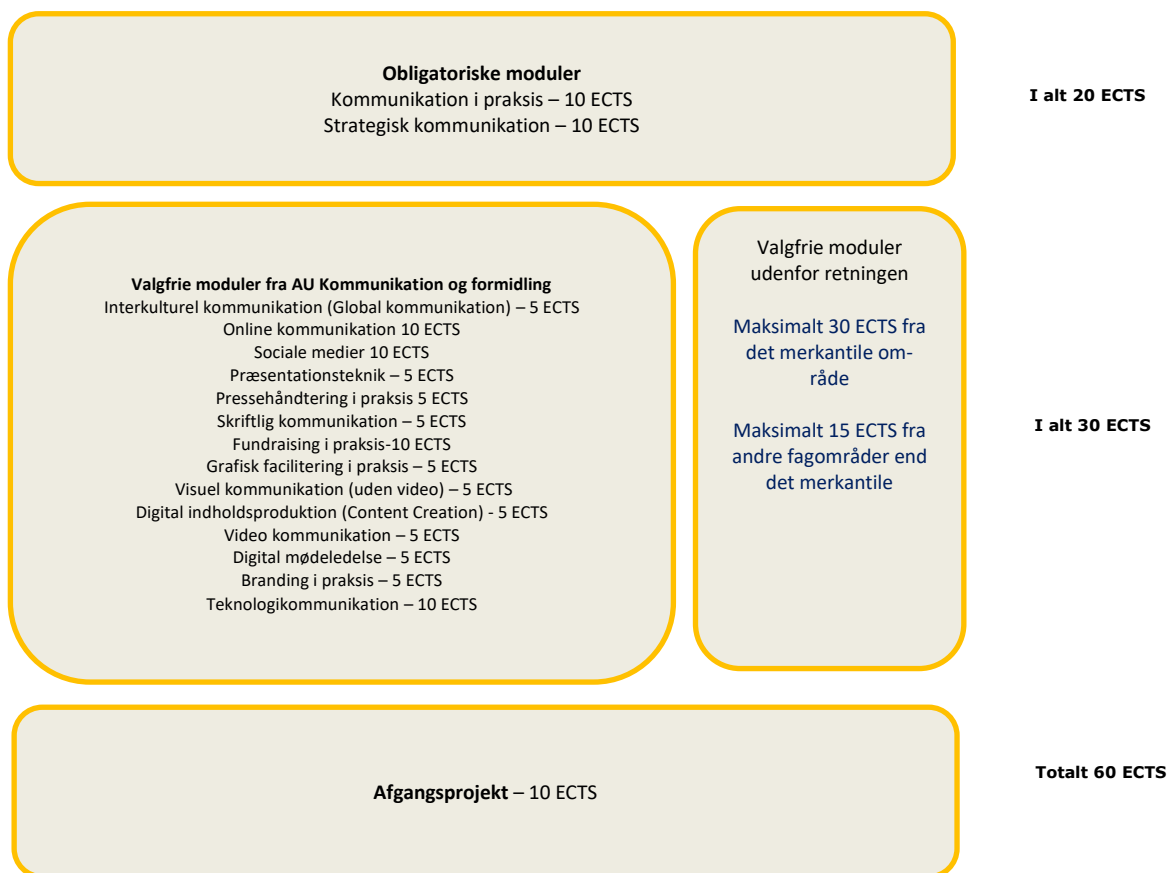 Obligatoriske moduler
Kommunikation i praksis – 10 ECTS
Strategisk kommunikation – 10 ECTS
I alt 20 ECTS
Valgfrie moduler fra AU Kommunikation og formidling
Interkulturel kommunikation (Global kommunikation) – 5 ECTS
Online kommunikation 10 ECTS
Sociale medier 10 ECTS
Præsentationsteknik – 5 ECTS
Pressehåndtering i praksis 5 ECTS
Skriftlig kommunikation – 5 ECTS
Fundraising i praksis-10 ECTS
Grafisk facilitering i praksis – 5 ECTS
Visuel kommunikation (uden video) – 5 ECTS
Digital indholdsproduktion (Content Creation) - 5 ECTS
Video kommunikation – 5 ECTS
Digital mødeledelse – 5 ECTS
Branding i praksis – 5 ECTS
Teknologikommunikation – 10 ECTS
Valgfrie moduler
udenfor retningen
Maksimalt 30 ECTS fra
det merkantile om-
råde
Maksimalt 15 ECTS fra
andre fagområder end
det merkantile
I alt 30 ECTS
Afgangsprojekt – 10 ECTS
Totalt 60 ECTS